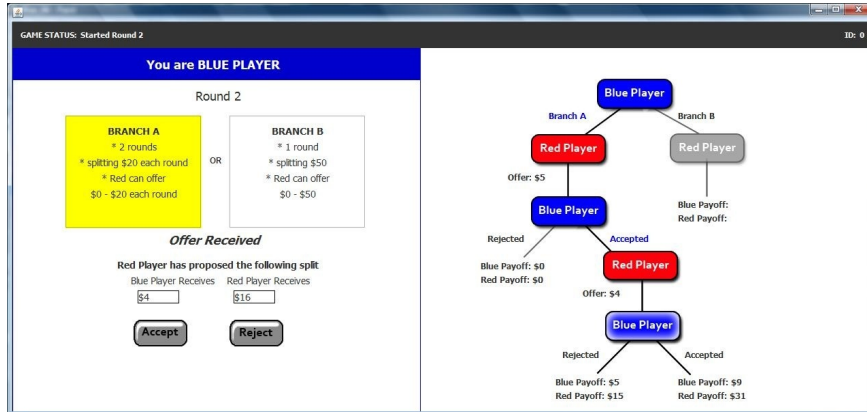 GAME STATUS: Started Round 2
ID: 0
You are BLUE PLAYER
Round 2
BRANCH A
* 2 rounds
* splitting $20 each round
* Red can offer
$0 - $20 each round
OR
BRANCH B
* 1 round
* splitting $50
* Red can offer
$0 - $50
Offer Received
Red Player has proposed the following split
Blue Player Receives Red Player Receives
$4 $16
Accept Reject
Blue Player
Branch A Branch B
Red Player Red Player
Offer: $5
Blue Payoff:
Red Payoff:
Blue Player
Rejected Accepted
Blue Payoff: $0
Red Payoff: $0
Red Player
Offer: $4
Blue Player
Rejected Accepted
Blue Payoff: $5 Blue Payoff: $9
Red Payoff: $15 Red Payoff: $31